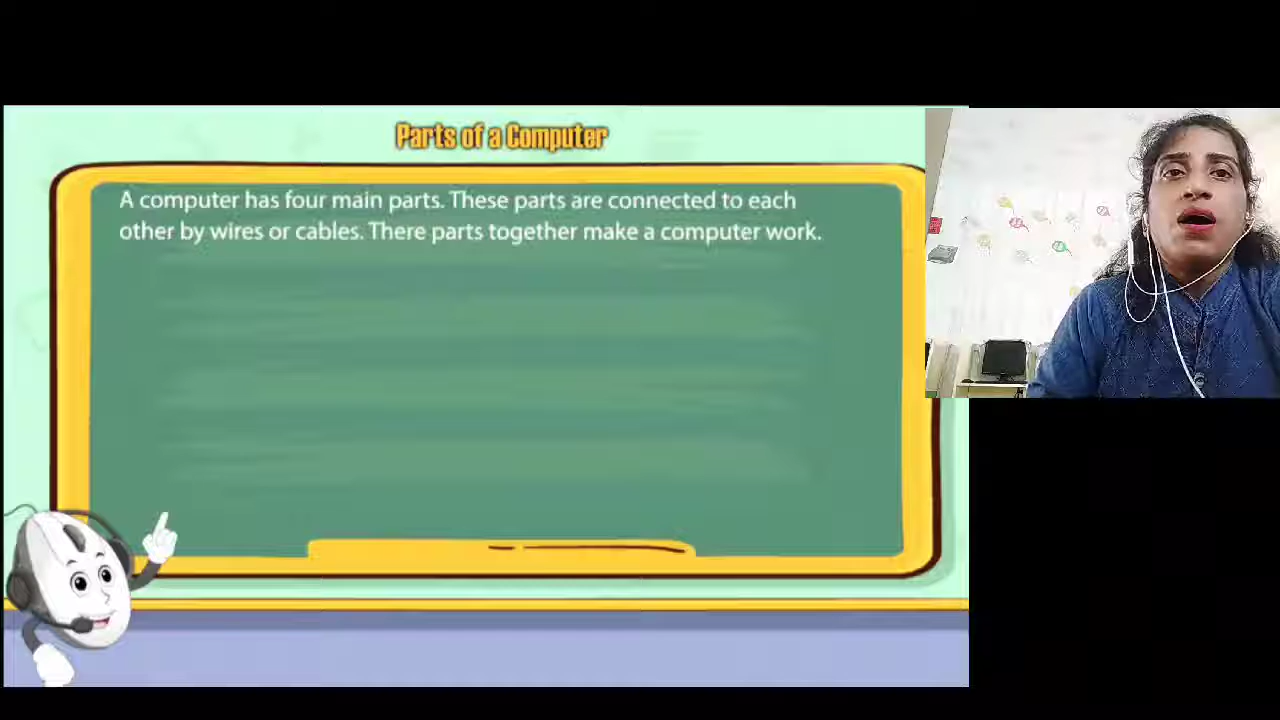 Parts of a Computer
A computer has four main parts. These parts are connected to each
other by wires or cables. There parts together make a computer work.